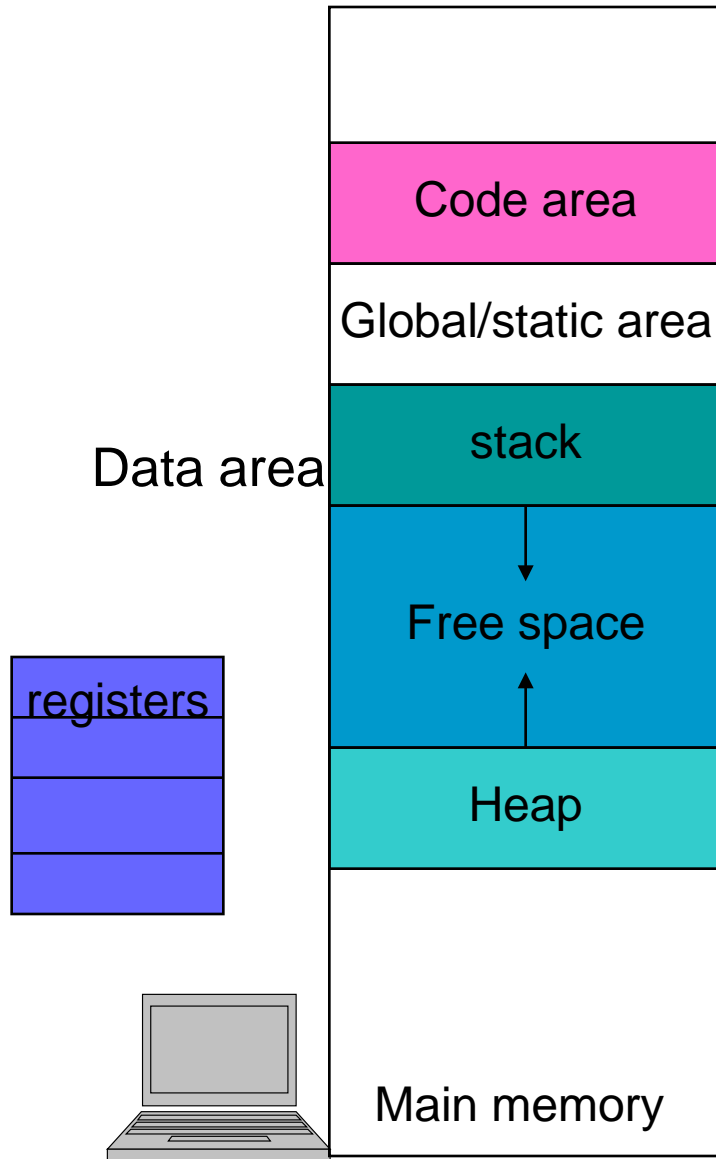 Code area
Global/static area
stack
Data area
Free space
registers
Heap
Main memory